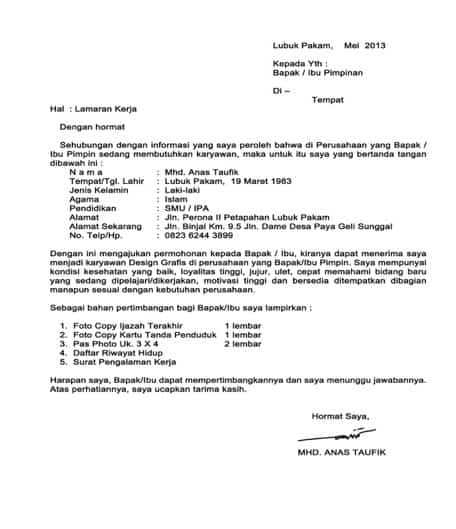 Lubuk Pakam, Mei 2013
Kepada Yth :
Bapak / Ibu Pimpinan
Di –
Tempat
Hal : Lamaran Kerja
Dengan hormat
Sehubungan dengan informasi yang saya peroleh bahwa di Perusahaan yang Bapak /
Ibu Pimpin sedang membutuhkan karyawan, maka untuk itu saya yang bertanda tangan
dibawah ini :
N a m a : Mhd. Anas Taufik
Tempat/Tgl. Lahir : Lubuk Pakam, 19 Maret 1983
Jenis Kelamin : Laki-laki
Agama : Islam
Pendidikan : SMU / IPA
Alamat : Jln. Perona II Petapahan Lubuk Pakam
Alamat Sekarang : Jln. Binjai Km. 9.5 Jln. Dame Desa Paya Geli Sunggal
No. Telp/Hp. : 0823 6244 3899
Dengan ini mengajukan permohonan kepada Bapak / Ibu, kiranya dapat menerima saya
menjadi karyawan Design Grafis di perusahaan yang Bapak/Ibu Pimpin. Saya mempunyai
kondisi kesehatan yang baik, loyalitas tinggi, jujur, ulet, cepat memahami bidang baru
yang sedang dipelajari/dikerjakan, motivasi tinggi dan bersedia ditempatkan dibagian
manapun sesual dengan kebutuhan perusahaan.
Sebagai bahan pertimbangan bagi Bapak/Ibu saya lampirkan :
1. Foto Copy Ijazah Terakhir 1 lembar
2. Foto Copy Kartu Tanda Penduduk 1 lembar
3. Pas Photo Uk. 3 X 4 2 lembar
4. Daftar Riwayat Hidup
5. Surat Pengalaman Kerja
Harapan saya, Bapak/Ibu dapat mempertimbangkannya dan saya menunggu jawabannya.
Atas perhatiannya, saya ucapkan tarima kasih.
Hormat Saya,
MHD. ANAS TAUFIK